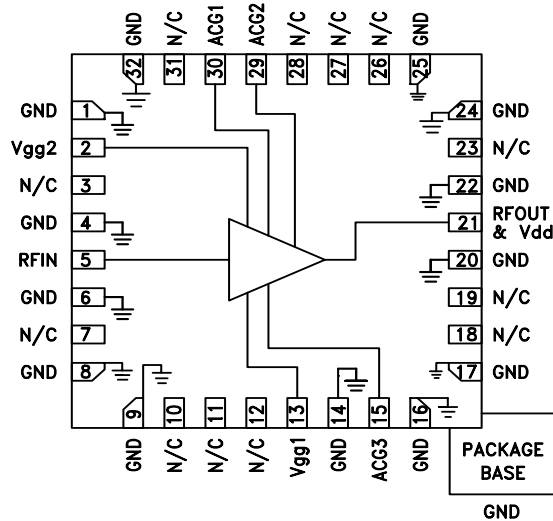 GND
N/C
ACG1
ACG2
N/C
N/C
N/C
GND
32
31
30
29
28
27
26
25
GND
1
Vgg2
2
N/C
3
GND
4
RFIN
5
GND
6
N/C
7
GND
8
24
GND
23
N/C
22
GND
21
RFOUT
& Vdd
20
GND
19
N/C
18
N/C
17
GND
9
10
11
12
13
14
15
16
GND
N/C
N/C
N/C
Vgg1
GND
ACG3
GND
PACKAGE
BASE
GND